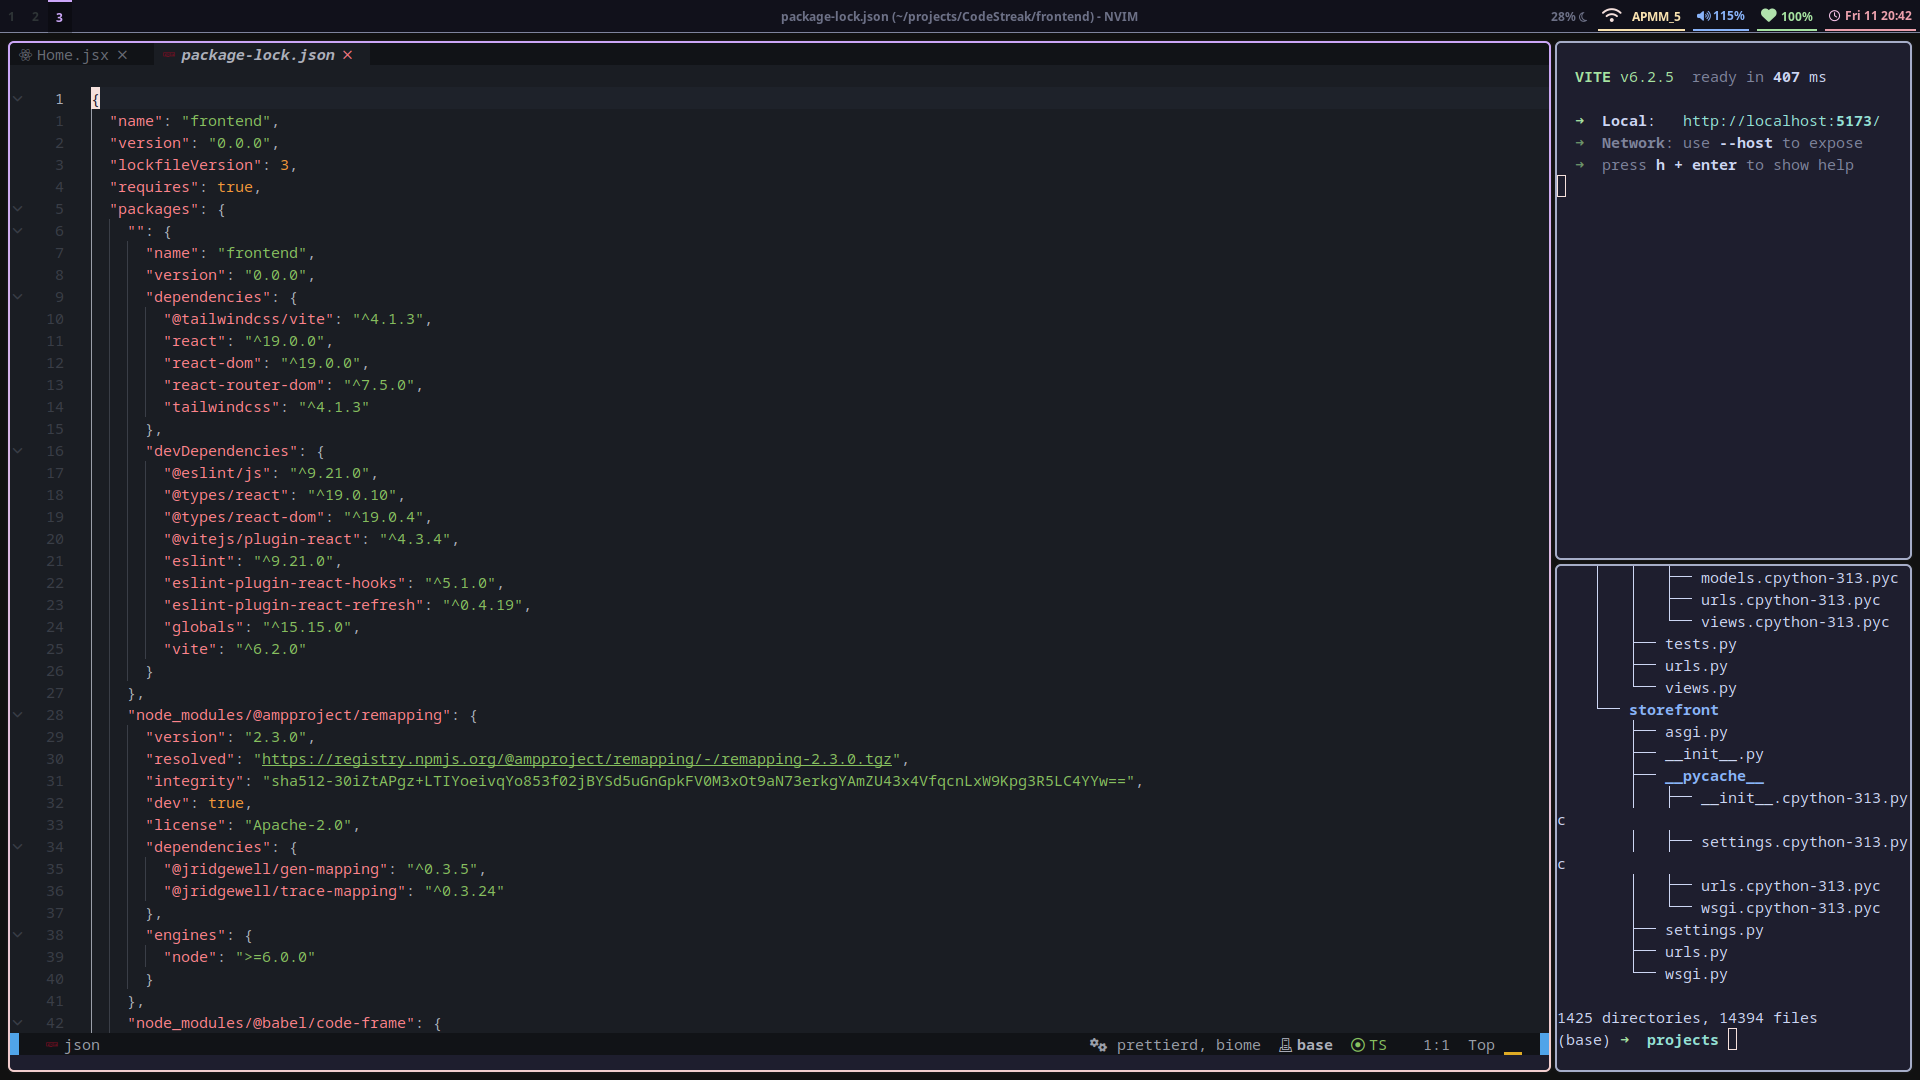 1 2 3
package-lock.json (~/projects/CodeStreak/frontend) - NVIM
28% APMM_5 115% 100% Fri 11 20:42
Home.jsx package-lock.json
1 {
1 "name": "frontend",
2 "version": "0.0.0",
3 "lockfileVersion": 3,
4 "requires": true,
5 "packages": {
6 "": {
7 "name": "frontend",
8 "version": "0.0.0",
9 "dependencies": {
10 "@tailwindcss/vite": "^4.1.3",
11 "react": "^19.0.0",
12 "react-dom": "^19.0.0",
13 "react-router-dom": "^7.5.0",
14 "tailwindcss": "^4.1.3"
15 },
16 "devDependencies": {
17 "@eslint/js": "^9.21.0",
18 "@types/react": "^19.0.10",
19 "@types/react-dom": "^19.0.4",
20 "@vitejs/plugin-react": "^4.3.4",
21 "eslint": "^9.21.0",
22 "eslint-plugin-react-hooks": "^5.1.0",
23 "eslint-plugin-react-refresh": "^0.4.19",
24 "globals": "^15.15.0",
25 "vite": "^6.2.0"
26 }
27 },
28 "node_modules/@ampproject/remapping": {
29 "version": "2.3.0",
30 "resolved": "https://registry.npmjs.org/@ampproject/remapping/-/remapping-2.3.0.tgz",
31 "integrity": "sha512-30iZtAPgz+LTIYoeivqYo853f02jBYSd5uGnGpkFV0M3xOt9aN73erkgYAmZU43x4VfqcnLxW9Kpg3R5LC4YYw==",
32 "dev": true,
33 "license": "Apache-2.0",
34 "dependencies": {
35 "@jridgewell/gen-mapping": "^0.3.5",
36 "@jridgewell/trace-mapping": "^0.3.24"
37 },
38 "engines": {
39 "node": ">=6.0.0"
40 }
41 },
42 "node_modules/@babel/code-frame": {
json prettierd, biome base TS 1:1 Top
VITE v6.2.5 ready in 407 ms
➜ Local: http://localhost:5173/
➜ Network: use --host to expose
➜ press h + enter to show help
models.cpython-313.pyc
urls.cpython-313.pyc
views.cpython-313.pyc
tests.py
urls.py
views.py
storefront
asgi.py
__init__.py
__pycache__
__init__.cpython-313.py
c
settings.cpython-313.py
c
urls.cpython-313.pyc
wsgi.cpython-313.pyc
settings.py
urls.py
wsgi.py
1425 directories, 14394 files
(base) ➜ projects